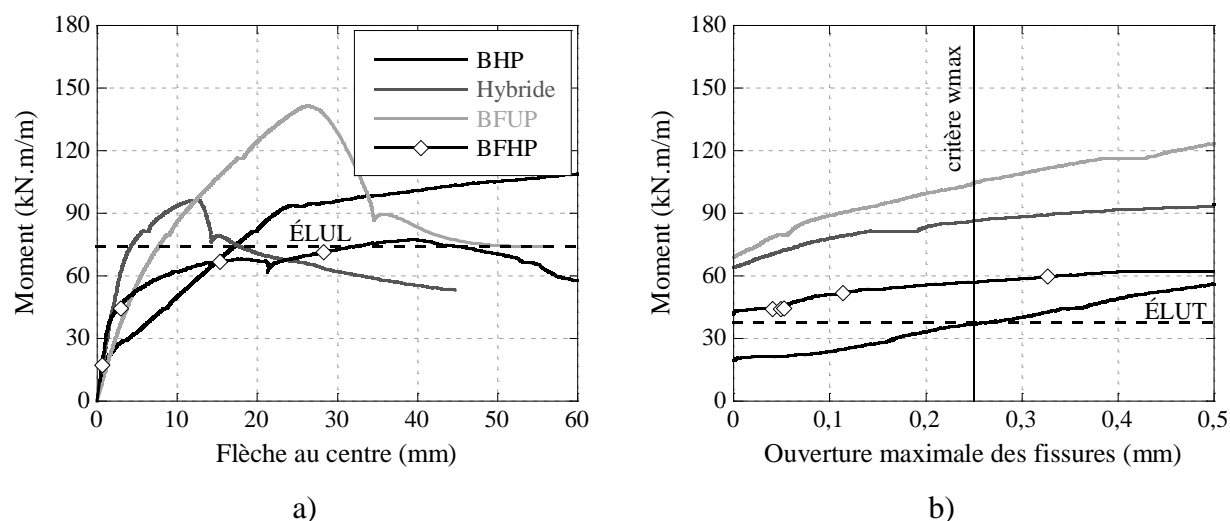 180
150
120
90
60
30
0
Moment (kN.m/m)
BHP
Hybride
BFUP
BFHP
ÉLUL
0 10 20 30 40 50 60
Flèche au centre (mm)
a)
180
150
120
90
60
30
0
Moment (kN.m/m)
critère wmax
ÉLUT
0 0,1 0,2 0,3 0,4 0,5
Ouverture maximale des fissures (mm)
b)